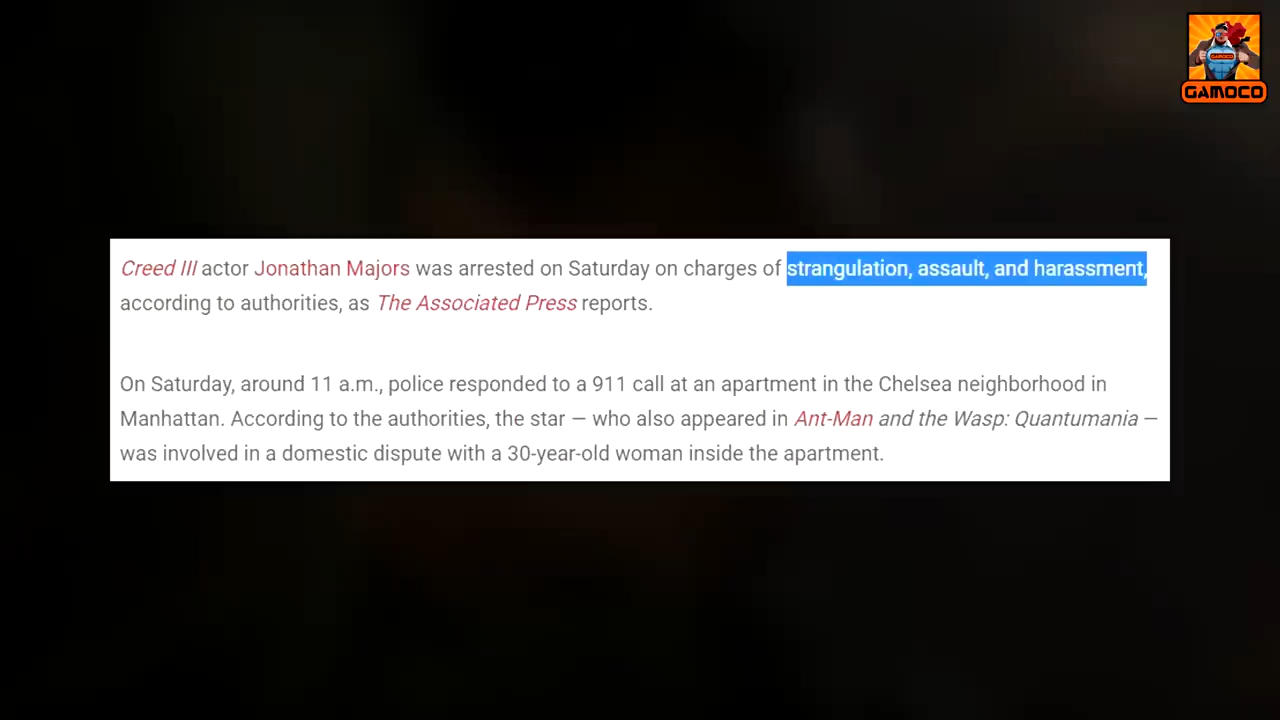 GAMOCO
Creed III actor Jonathan Majors was arrested on Saturday on charges of strangulation, assault, and harassment,
according to authorities, as The Associated Press reports.
On Saturday, around 11 a.m., police responded to a 911 call at an apartment in the Chelsea neighborhood in
Manhattan. According to the authorities, the star — who also appeared in Ant-Man and the Wasp: Quantumania —
was involved in a domestic dispute with a 30-year-old woman inside the apartment.